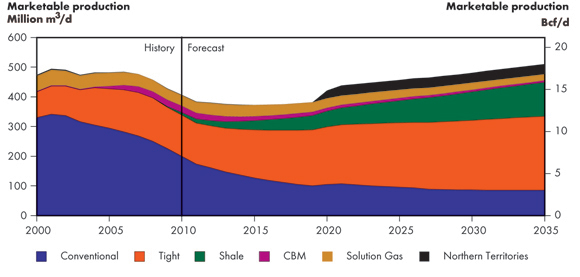 Marketable production
Million m³/d
Marketable production
Bcf/d
History
Forecast
600
500
400
300
200
100
0
20
15
10
5
0
2000
2005
2010
2015
2020
2025
2030
2035
Conventional
Tight
Shale
CBM
Solution Gas
Northern Territories